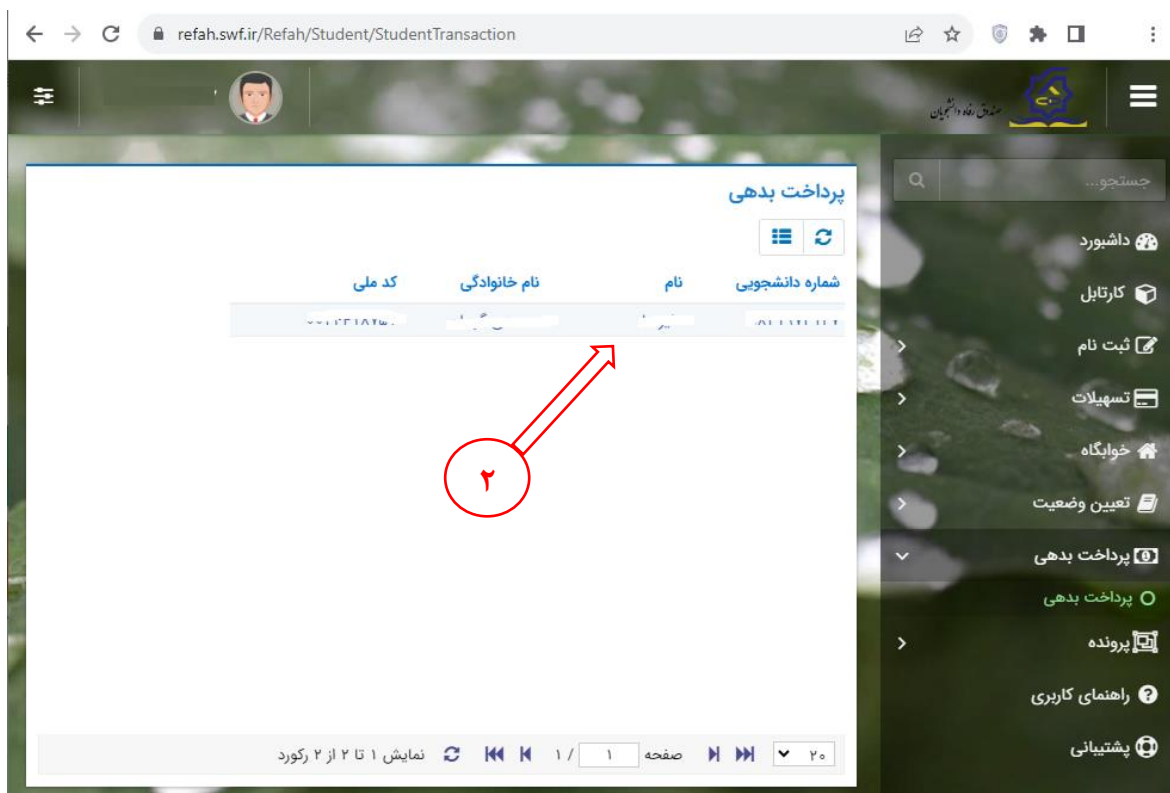 refah.swf.ir/Refah/Student/StudentTransaction
صندوق رفاه دانشجویان
جستجو...
داشبورد
کارتابل
ثبت نام
تسهیلات
خوابگاه
تعیین وضعیت
پرداخت بدهی
پرداخت بدهی
پرونده
راهنمای کاربری
پشتیبانی
پرداخت بدهی
شماره دانشجویی نام نام خانوادگی کد ملی
۲
۲۰ صفحه ۱ / ۱ نمایش ۱ تا ۲ از ۲ رکورد